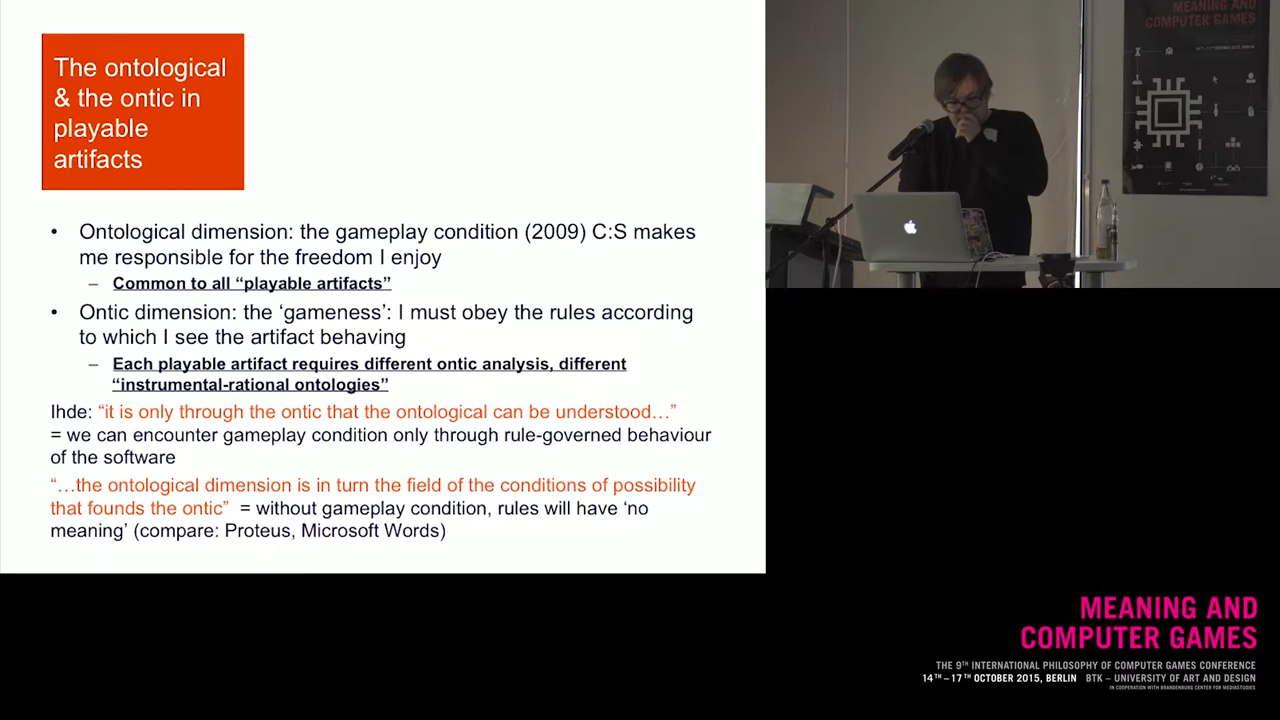 The ontological
& the ontic in
playable
artifacts
• Ontological dimension: the gameplay condition (2009) C:S makes
me responsible for the freedom I enjoy
– Common to all “playable artifacts”
• Ontic dimension: the ‘gameness’: I must obey the rules according
to which I see the artifact behaving
– Each playable artifact requires different ontic analysis, different
“instrumental-rational ontologies”
Ihde: “it is only through the ontic that the ontological can be understood…”
= we can encounter gameplay condition only through rule-governed behaviour
of the software
“…the ontological dimension is in turn the field of the conditions of possibility
that founds the ontic” = without gameplay condition, rules will have ‘no
meaning’ (compare: Proteus, Microsoft Words)
MEANING AND
COMPUTER GAMES
MEANING AND
COMPUTER GAMES
THE 9TH INTERNATIONAL PHILOSOPHY OF COMPUTER GAMES CONFERENCE
14TH – 17TH OCTOBER 2015, BERLIN BTK – UNIVERSITY OF ART AND DESIGN
IN COOPERATION WITH BRANDENBURG CENTER FOR MEDIASTUDIES